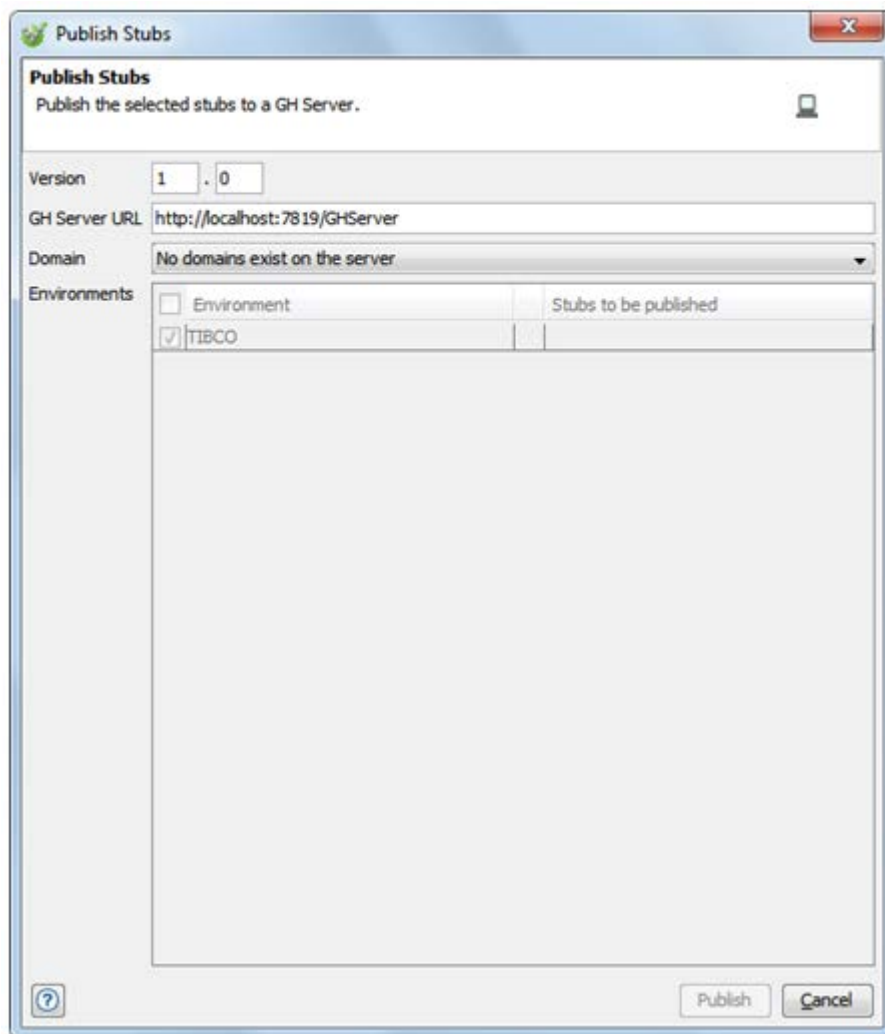 Publish Stubs
Publish Stubs
Publish the selected stubs to a GH Server.
Version 1 . 0
GH Server URL http://localhost:7819/GHServer
Domain No domains exist on the server
Environments Environment Stubs to be published
TIBCO
Publish Cancel